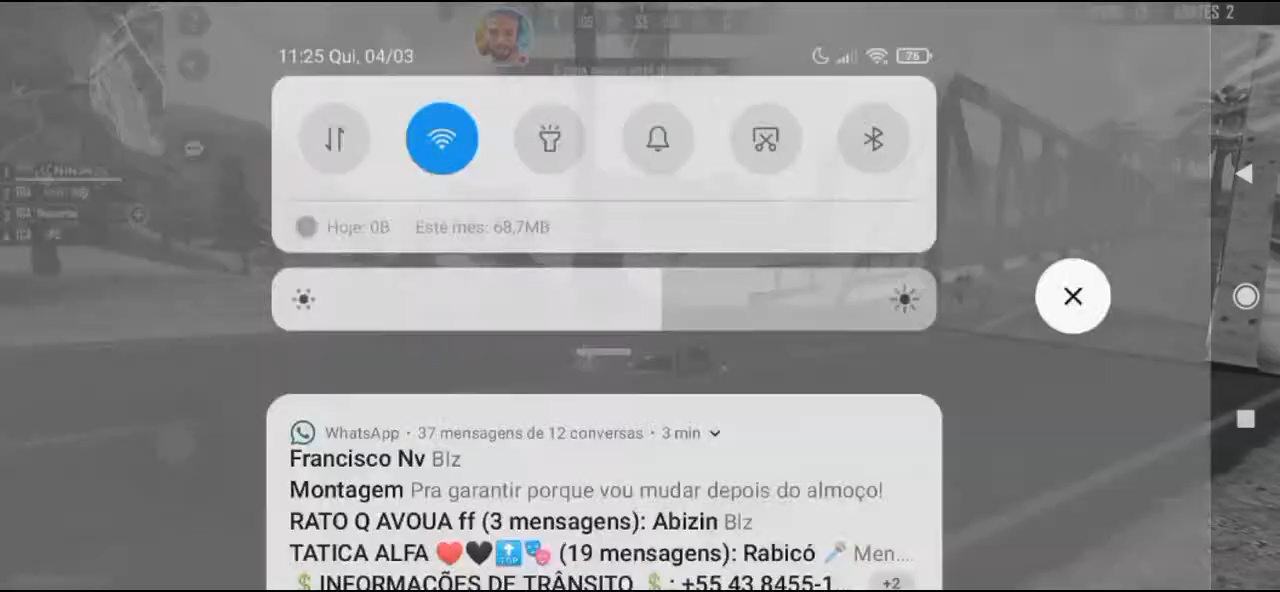 11:25 Qui, 04/03
76
Hoje: 0B Este mês: 68,7MB
WhatsApp · 37 mensagens de 12 conversas · 3 min
Francisco Nv Blz
Montagem Pra garantir porque vou mudar depois do almoço!
RATO Q AVOUA ff (3 mensagens): Abizin Blz
TATICA ALFA ❤️🖤🔝🎭 (19 mensagens): Rabicó 🎤 Men...
💲INFORMAÇÕES DE TRÂNSITO 💲: +55 43 8455-1... +2